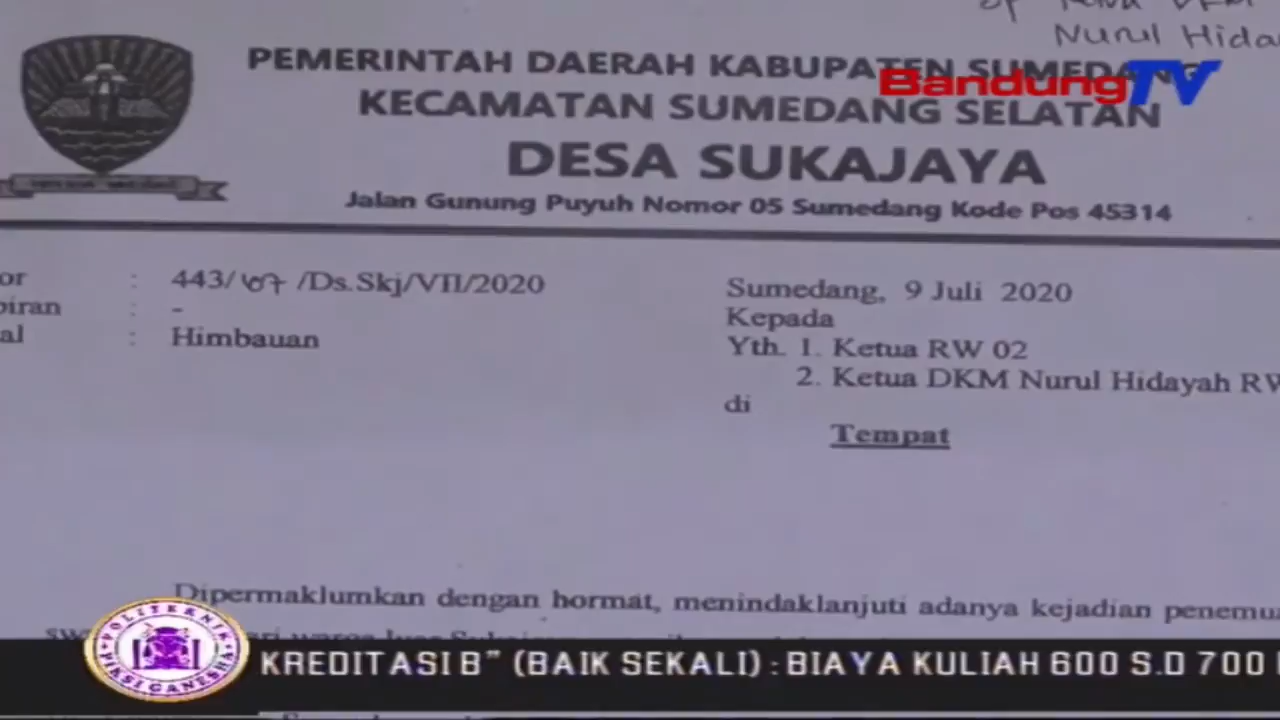 Nurul Hida
PEMERINTAH DAERAH KABUPATEN SUMEDANG
BandungTV
KECAMATAN SUMEDANG SELATAN
DESA SUKAJAYA
Jalan Gunung Puyuh Nomor 05 Sumedang Kode Pos 45314
or : 443/ /Ds.Skj/VII/2020
Sumedang, 9 Juli 2020
piran : -
Kepada
al : Himbauan
Yth. 1. Ketua RW 02
2. Ketua DKM Nurul Hidayah RW
di
Tempat
Dipermaklumkan dengan hormat, menindaklanjuti adanya kejadian penemu
POLITEKNIK
PIKSI GANESHA
KREDITASI B" (BAIK SEKALI) : BIAYA KULIAH 600 S.D 700